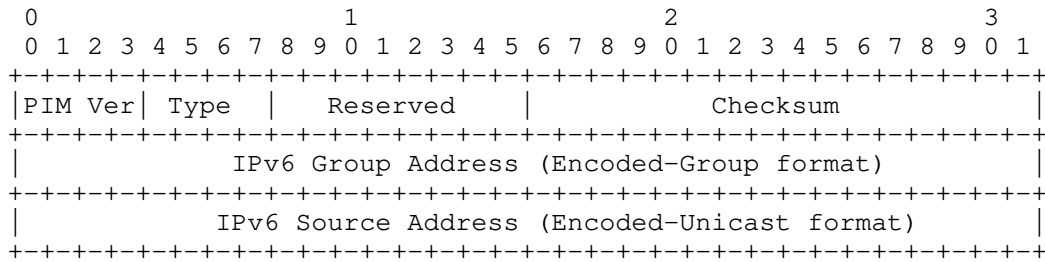 0                   1                   2                   3
 0 1 2 3 4 5 6 7 8 9 0 1 2 3 4 5 6 7 8 9 0 1 2 3 4 5 6 7 8 9 0 1
+-+-+-+-+-+-+-+-+-+-+-+-+-+-+-+-+-+-+-+-+-+-+-+-+-+-+-+-+-+-+-+-+
|PIM Ver| Type  |   Reserved    |           Checksum            |
+-+-+-+-+-+-+-+-+-+-+-+-+-+-+-+-+-+-+-+-+-+-+-+-+-+-+-+-+-+-+-+-+
|             IPv6 Group Address (Encoded-Group format)         |
+-+-+-+-+-+-+-+-+-+-+-+-+-+-+-+-+-+-+-+-+-+-+-+-+-+-+-+-+-+-+-+-+
|            IPv6 Source Address (Encoded-Unicast format)       |
+-+-+-+-+-+-+-+-+-+-+-+-+-+-+-+-+-+-+-+-+-+-+-+-+-+-+-+-+-+-+-+-+